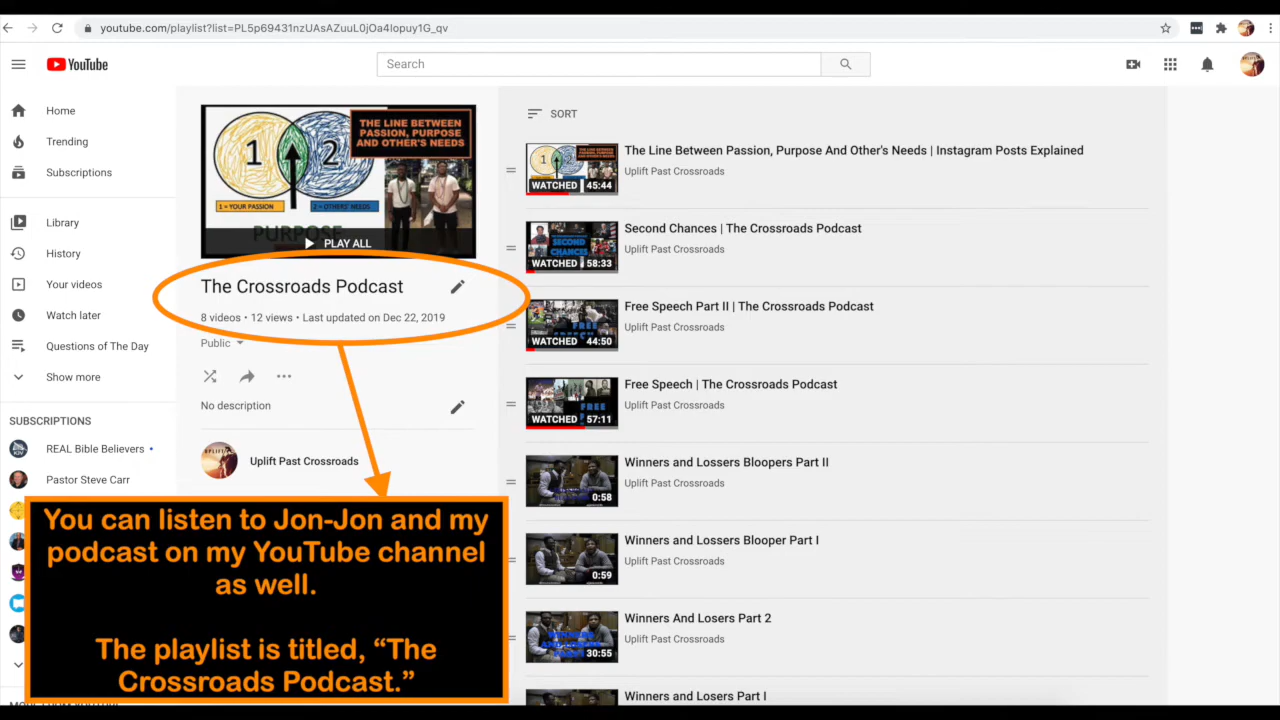 youtube.com/playlist?list=PL5p69431nzUAsAZuuL0jOa4lopuy1G_qv
YouTube
Search
Home
Trending
Subscriptions
Library
History
Your videos
Watch later
Questions of The Day
Show more
SUBSCRIPTIONS
REAL Bible Believers
Pastor Steve Carr
1
2
THE LINE BETWEEN
PASSION, PURPOSE
AND OTHER'S NEEDS
1 = YOUR PASSION
2 = OTHERS' NEEDS
PURPOSE
PLAY ALL
The Crossroads Podcast
8 videos • 12 views • Last updated on Dec 22, 2019
Public
No description
Uplift Past Crossroads
You can listen to Jon-Jon and my
podcast on my YouTube channel
as well.
The playlist is titled, “The
Crossroads Podcast.”
SORT
WATCHED 45:44
The Line Between Passion, Purpose And Other's Needs | Instagram Posts Explained
Uplift Past Crossroads
SECOND
CHANCES
WATCHED 58:33
Second Chances | The Crossroads Podcast
Uplift Past Crossroads
FREE
WATCHED 44:50
Free Speech Part II | The Crossroads Podcast
Uplift Past Crossroads
FREE
WATCHED 57:11
Free Speech | The Crossroads Podcast
Uplift Past Crossroads
0:58
Winners and Lossers Bloopers Part II
Uplift Past Crossroads
0:59
Winners and Lossers Blooper Part I
Uplift Past Crossroads
30:55
Winners And Losers Part 2
Uplift Past Crossroads
Winners and Losers Part I